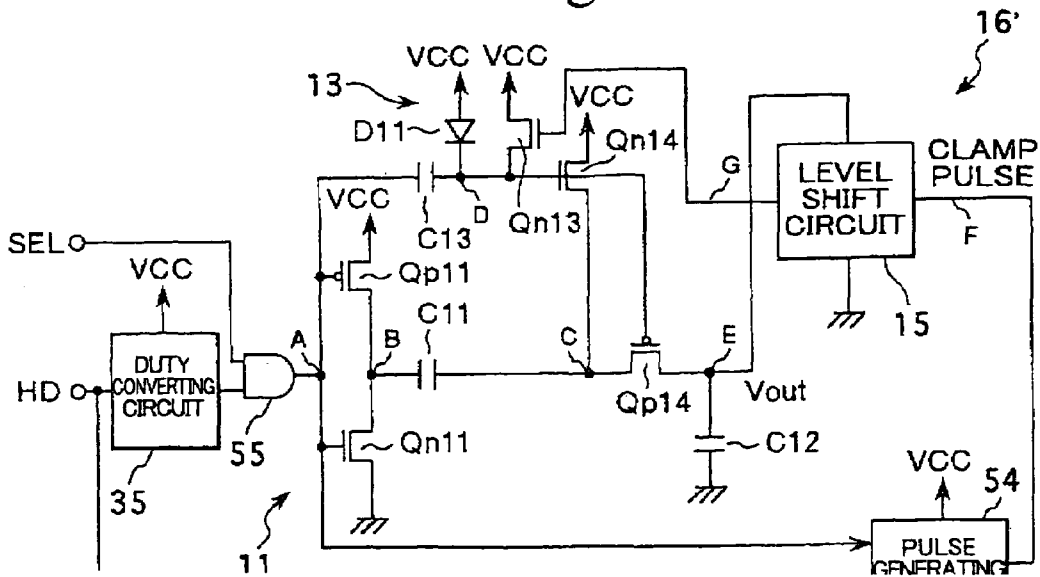 16'
VCC VCC
13
VCC
D11
Qn14
CLAMP
PULSE
LEVEL
SHIFT
CIRCUIT
G
D
Qn13
VCC
C13
F
SEL
Qp11
VCC
15
C11
A
B
C
E
DUTY
CONVERTING
CIRCUIT
HD
Vout
Qp14
55
Qn11
C12
35
VCC
54
11
PULSE
GENERATING